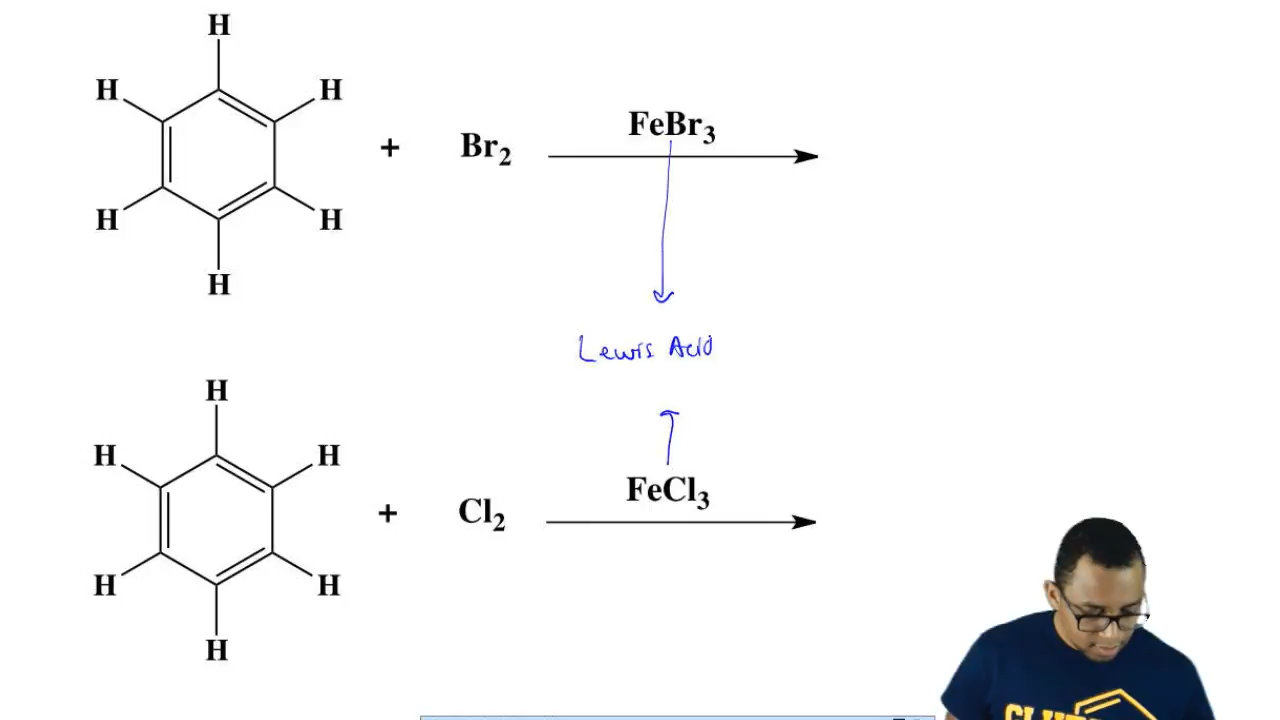 H
H H
+ Br₂ FeBr₃
H H
H
Lewis Acid
H
H H
+ Cl₂ FeCl₃
H H
H